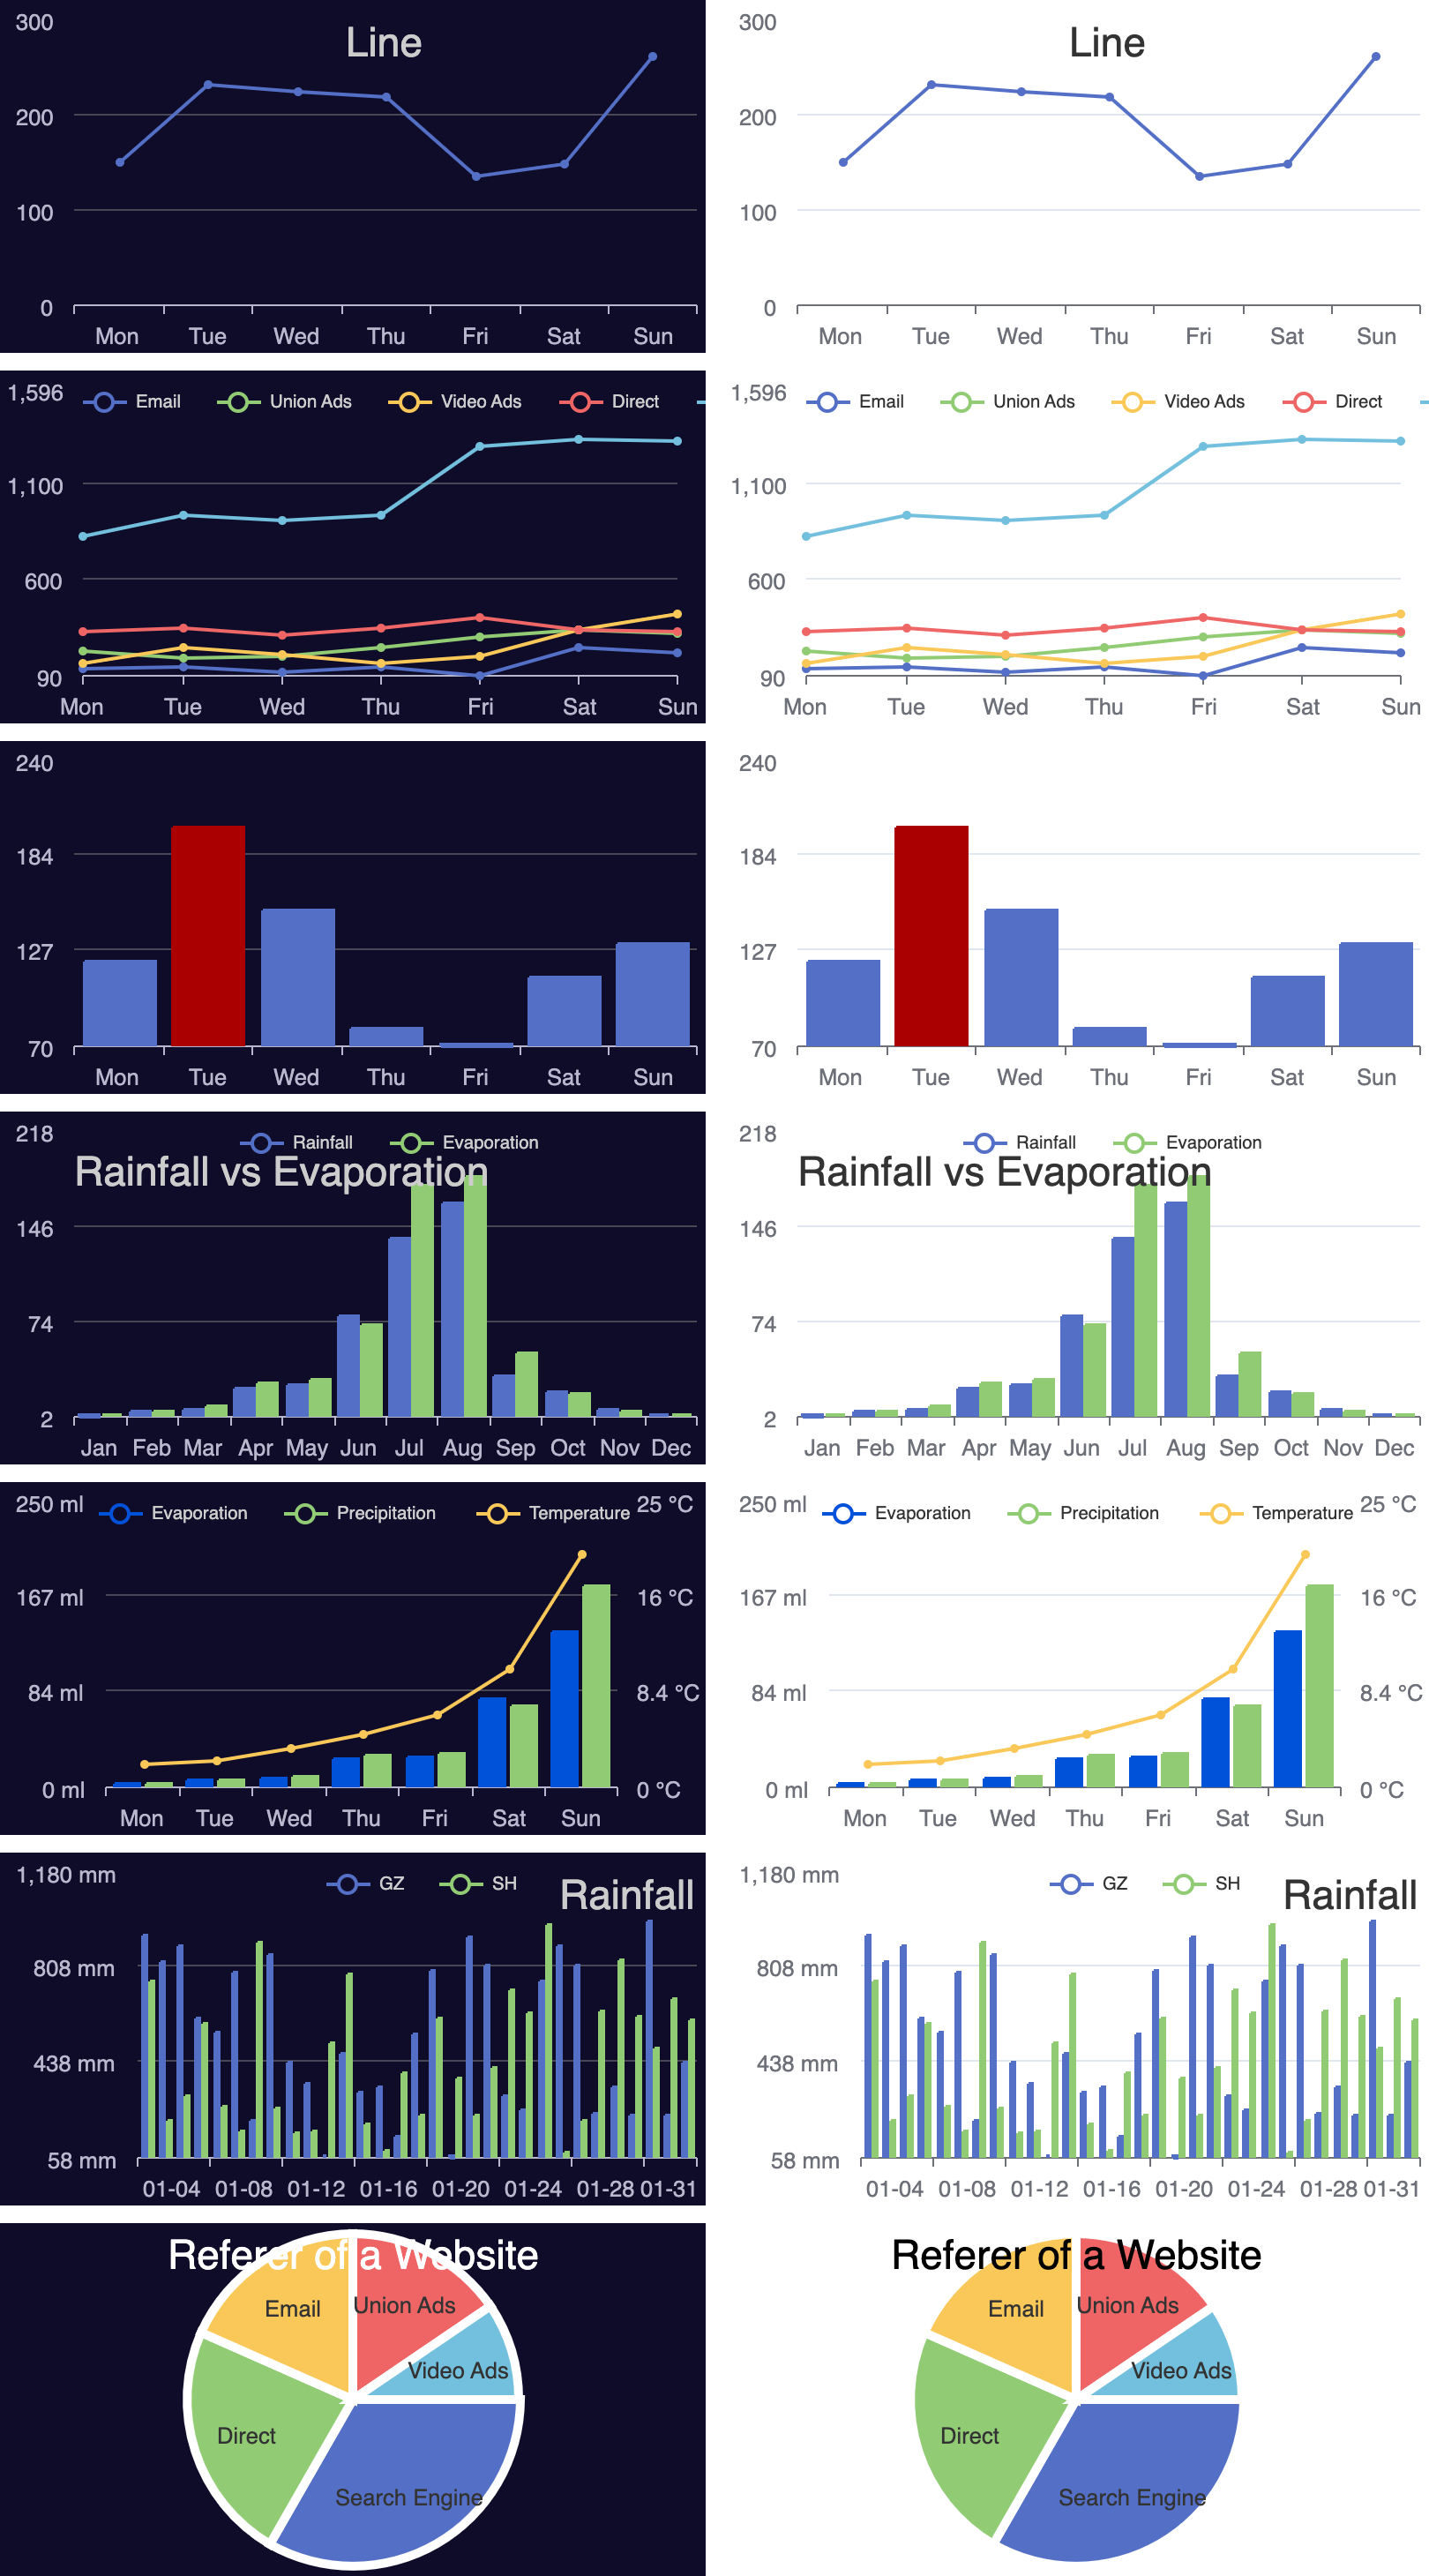 Line
300
200
100
0
Mon Tue Wed Thu Fri Sat Sun
Line
300
200
100
0
Mon Tue Wed Thu Fri Sat Sun
Email Union Ads Video Ads Direct
1,596
1,100
600
90
Mon Tue Wed Thu Fri Sat Sun
Email Union Ads Video Ads Direct
1,596
1,100
600
90
Mon Tue Wed Thu Fri Sat Sun
240
184
127
70
Mon Tue Wed Thu Fri Sat Sun
240
184
127
70
Mon Tue Wed Thu Fri Sat Sun
Rainfall Evaporation
Rainfall vs Evaporation
218
146
74
2
Jan Feb Mar Apr May Jun Jul Aug Sep Oct Nov Dec
Rainfall Evaporation
Rainfall vs Evaporation
218
146
74
2
Jan Feb Mar Apr May Jun Jul Aug Sep Oct Nov Dec
Evaporation Precipitation Temperature
250 ml 25 °C
167 ml 16 °C
84 ml 8.4 °C
0 ml 0 °C
Mon Tue Wed Thu Fri Sat Sun
Evaporation Precipitation Temperature
250 ml 25 °C
167 ml 16 °C
84 ml 8.4 °C
0 ml 0 °C
Mon Tue Wed Thu Fri Sat Sun
GZ SH
Rainfall
1,180 mm
808 mm
438 mm
58 mm
01-04 01-08 01-12 01-16 01-20 01-24 01-28 01-31
GZ SH
Rainfall
1,180 mm
808 mm
438 mm
58 mm
01-04 01-08 01-12 01-16 01-20 01-24 01-28 01-31
Referer of a Website
Email Union Ads
Video Ads
Direct
Search Engine
Referer of a Website
Email Union Ads
Video Ads
Direct
Search Engine